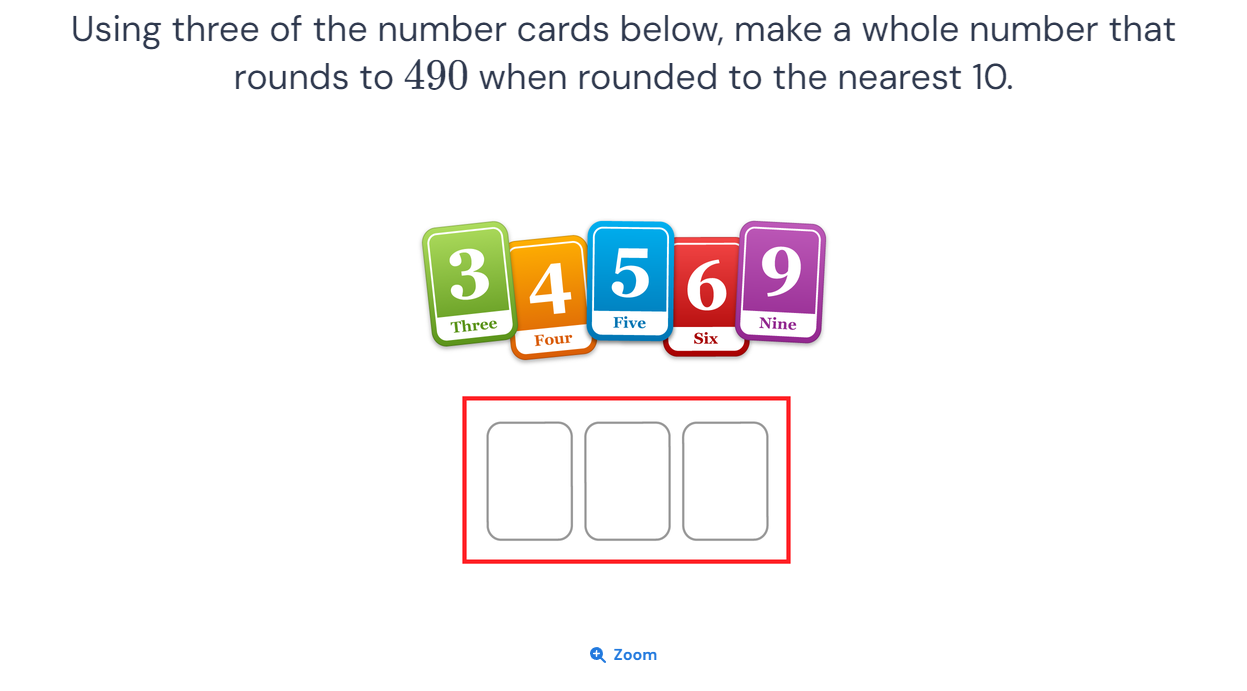 Using three of the number cards below, make a whole number that
rounds to 490 when rounded to the nearest 10.
3 4 5 6 9
Three Four Five Six Nine
Zoom